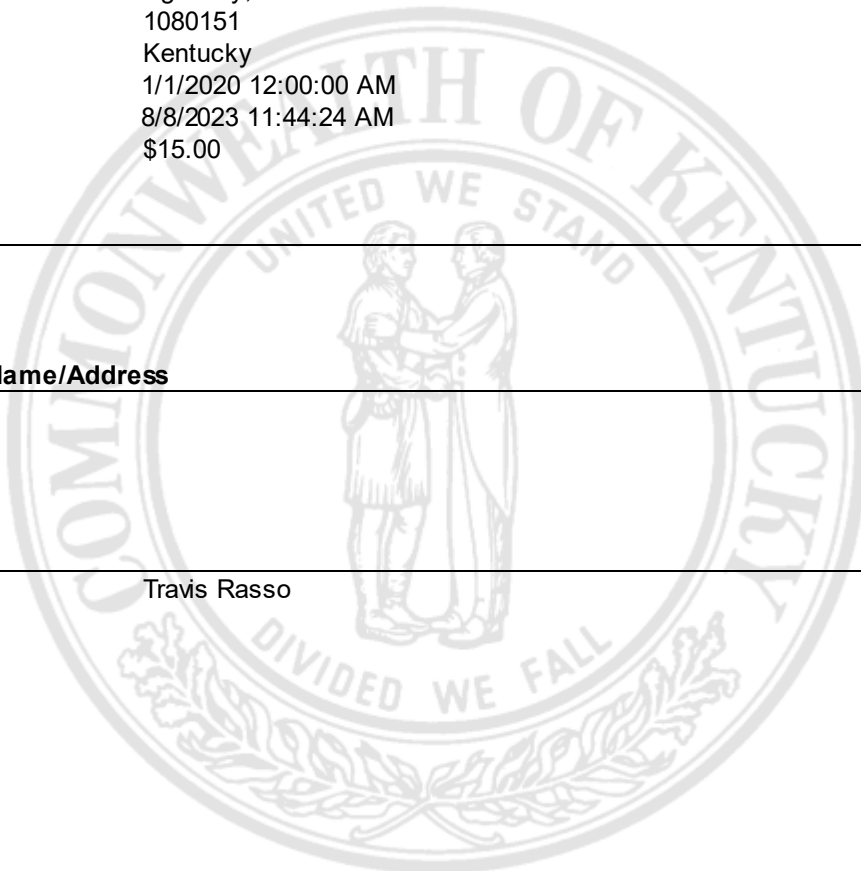 1080151
Kentucky
1/1/2020 12:00:00 AM
8/8/2023 11:44:24 AM
$15.00
COMMONWEALTH OF KENTUCKY
UNITED WE STAND
ame/Address
Travis Rasso
DIVIDED WE FALL